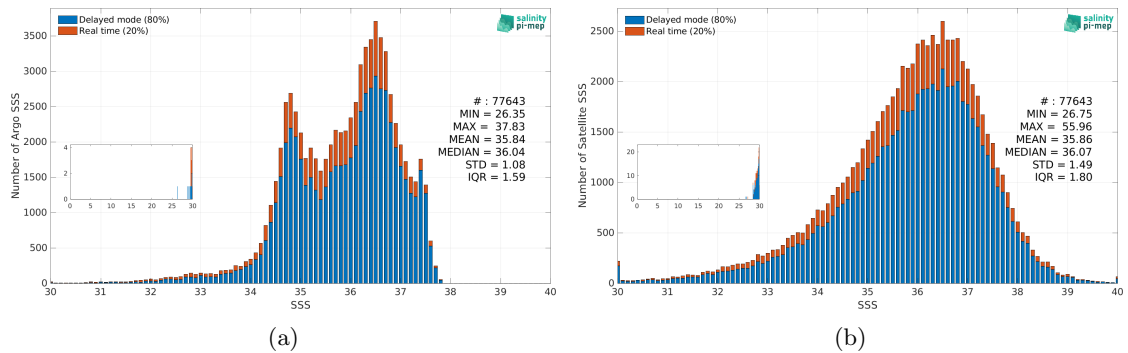 Delayed mode (80%)
Real time (20%)
salinity
pi-mep
Number of Argo SSS
3500
3000
2500
2000
1500
1000
500
0
# : 77643
MIN = 26.35
MAX = 37.83
MEAN = 35.84
MEDIAN = 36.04
STD = 1.08
IQR = 1.59
4
2
0
0 5 10 15 20 25 30
30 31 32 33 34 35 36 37 38 39 40
SSS
(a)
Delayed mode (80%)
Real time (20%)
salinity
pi-mep
Number of Satellite SSS
2500
2000
1500
1000
500
0
# : 77643
MIN = 26.75
MAX = 55.96
MEAN = 35.86
MEDIAN = 36.07
STD = 1.49
IQR = 1.80
20
10
0
0 5 10 15 20 25 30
30 31 32 33 34 35 36 37 38 39 40
SSS
(b)